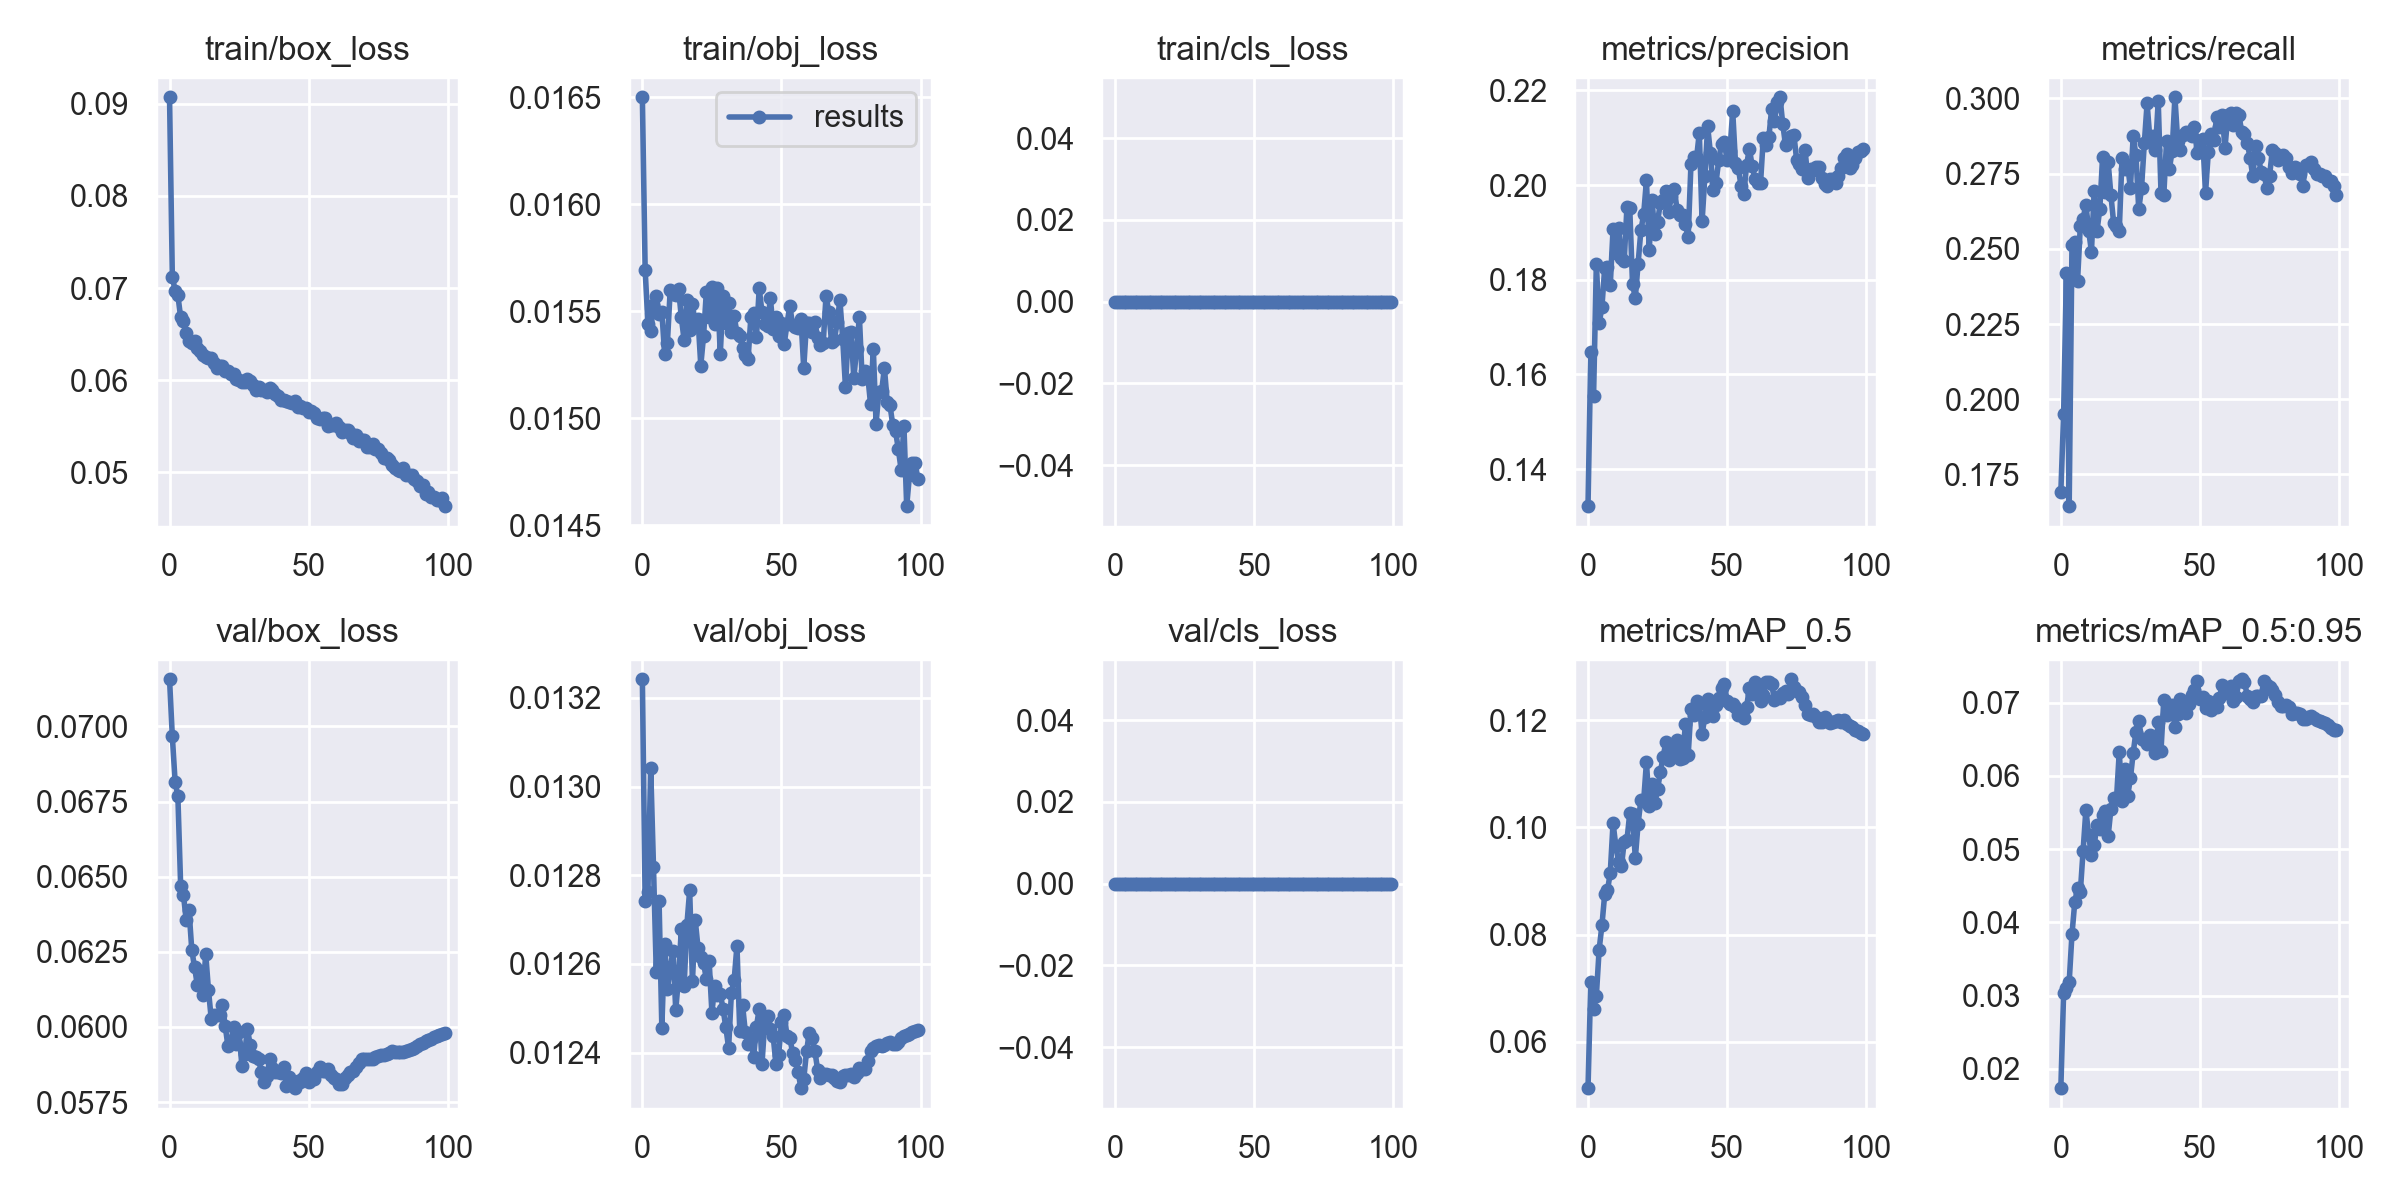 train/box_loss
train/obj_loss
train/cls_loss
metrics/precision
metrics/recall
0.09
0.08
0.07
0.06
0.05
0 50 100
0.0165
0.0160
0.0155
0.0150
0.0145
results
0 50 100
0.04
0.02
0.00
−0.02
−0.04
0 50 100
0.22
0.20
0.18
0.16
0.14
0 50 100
0.300
0.275
0.250
0.225
0.200
0.175
0 50 100
val/box_loss
val/obj_loss
val/cls_loss
metrics/mAP_0.5
metrics/mAP_0.5:0.95
0.0700
0.0675
0.0650
0.0625
0.0600
0.0575
0 50 100
0.0132
0.0130
0.0128
0.0126
0.0124
0 50 100
0.04
0.02
0.00
−0.02
−0.04
0 50 100
0.12
0.10
0.08
0.06
0 50 100
0.07
0.06
0.05
0.04
0.03
0.02
0 50 100